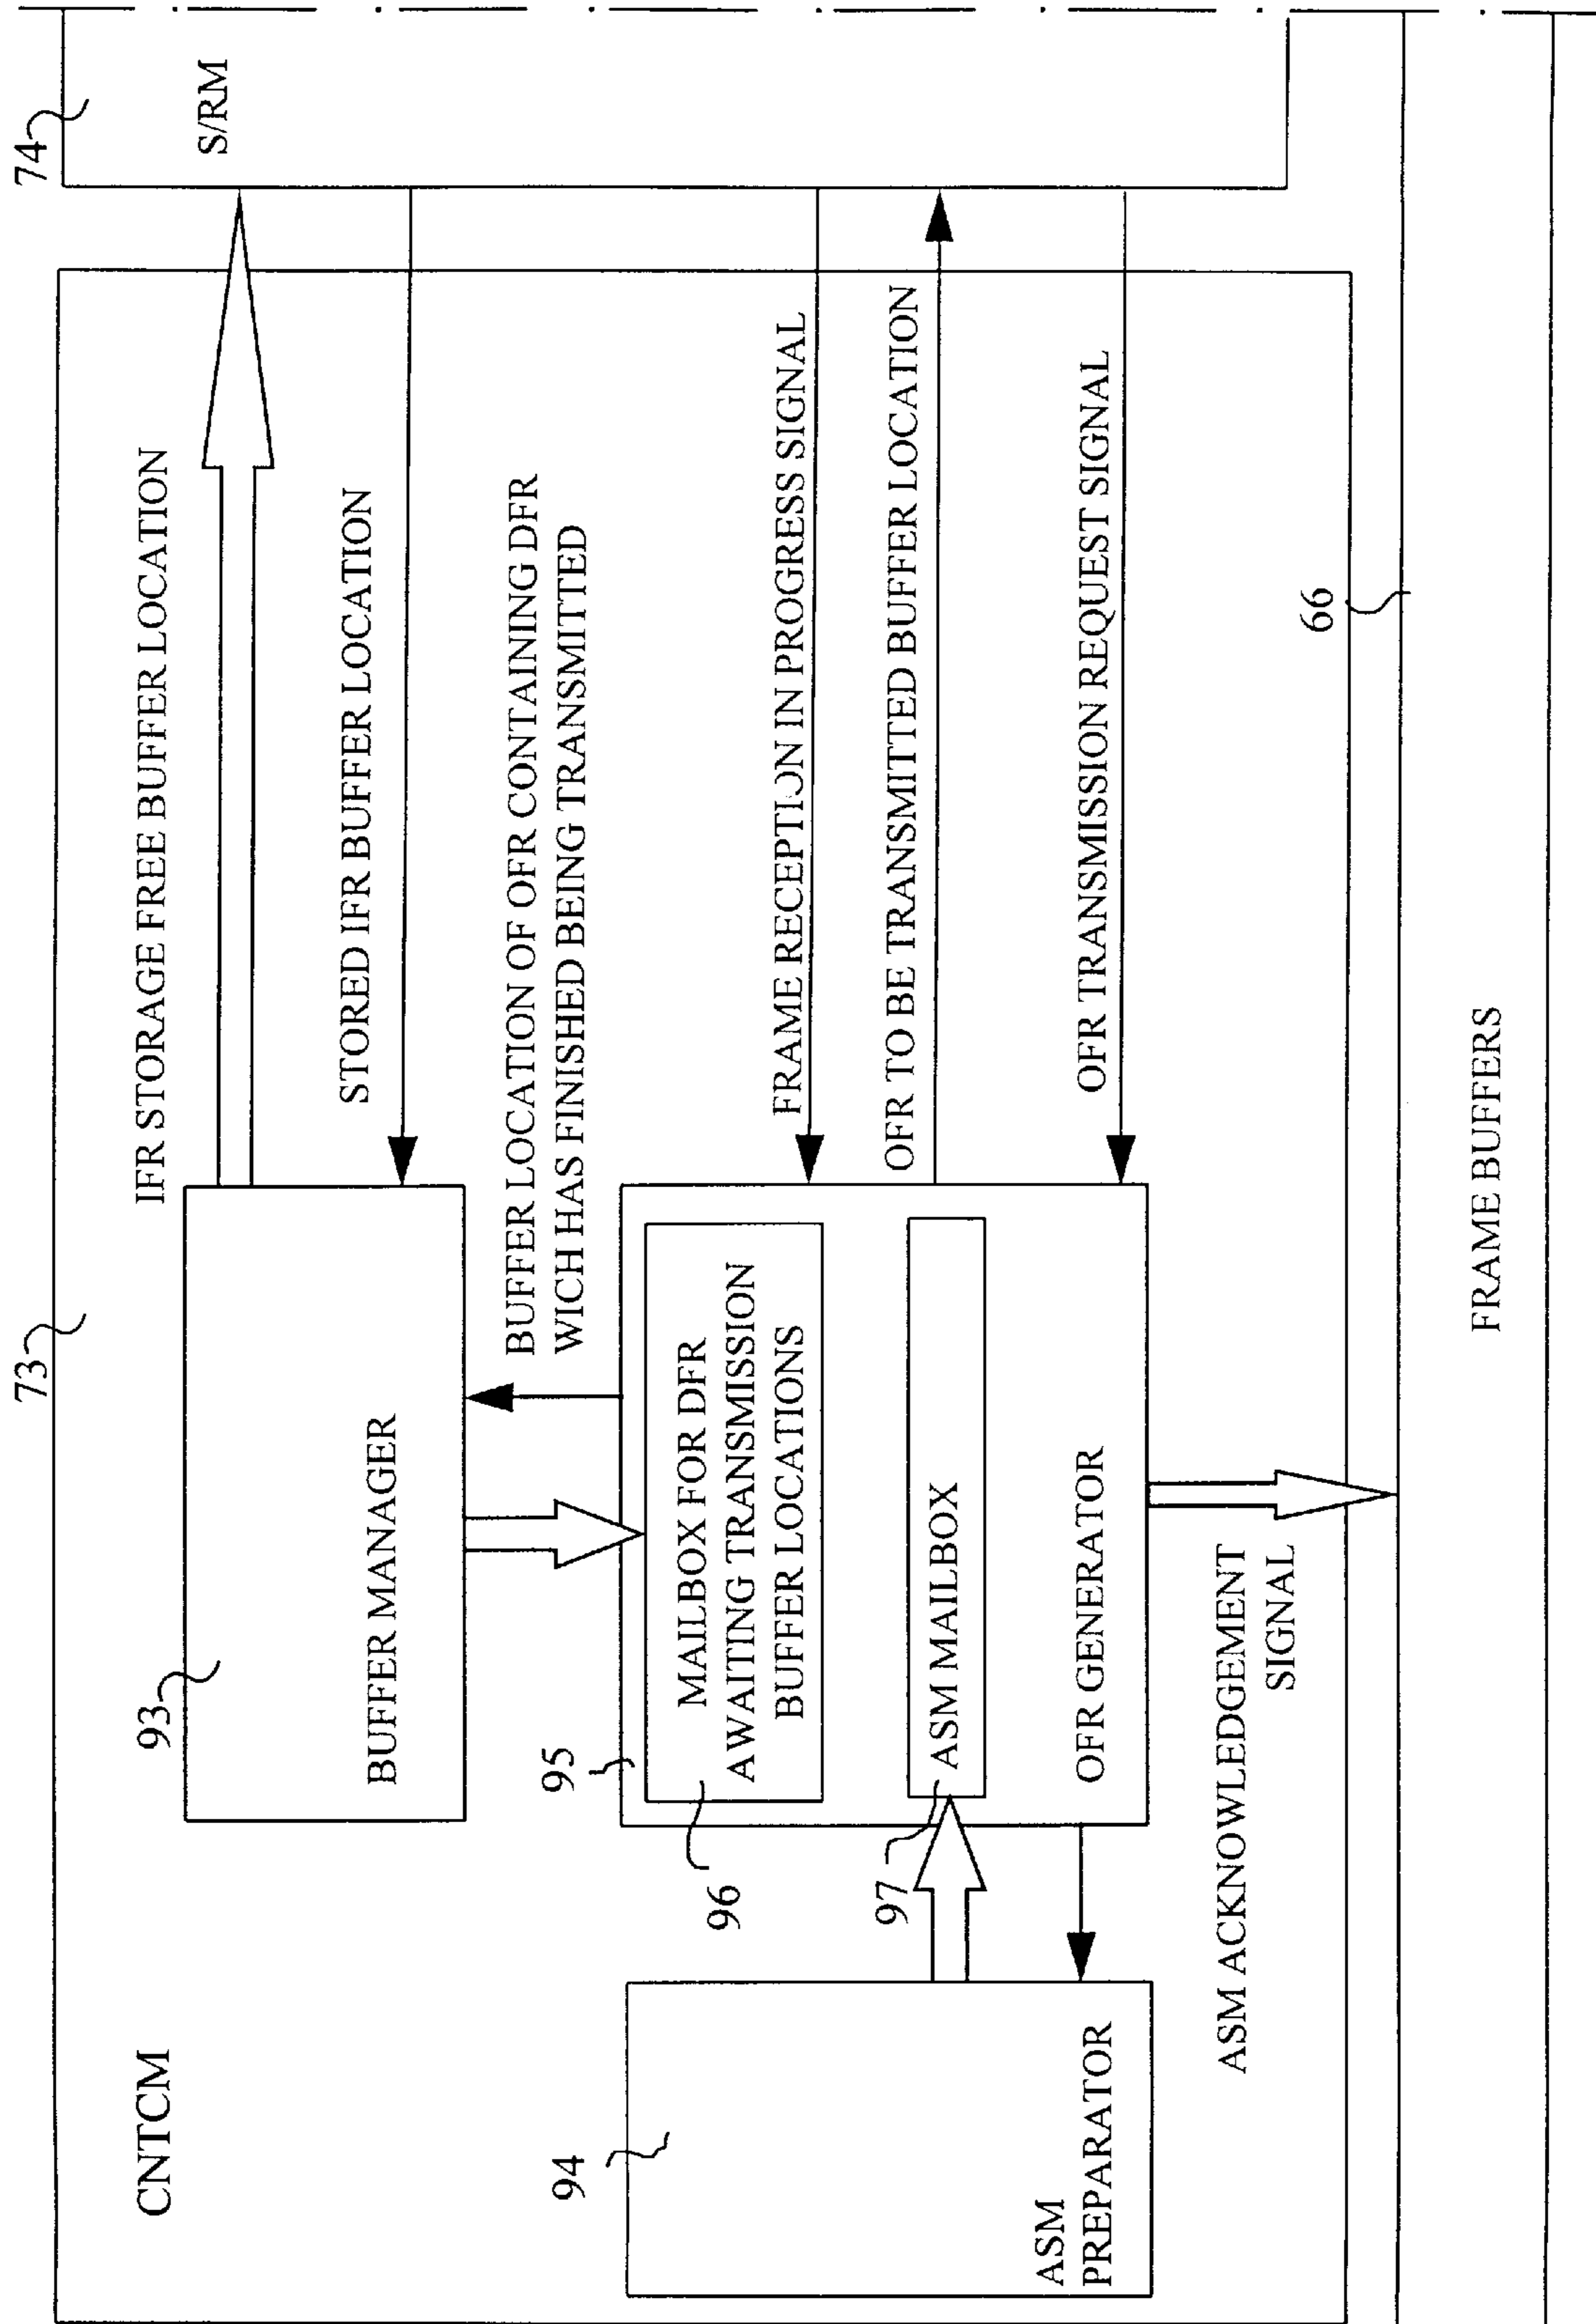 73
74
CNTCM
S/RM
IFR STORAGE FREE BUFFER LOCATION
93
BUFFER MANAGER
STORED IFR BUFFER LOCATION
BUFFER LOCATION OF OFR CONTAINING DFR
WICH HAS FINISHED BEING TRANSMITTED
95
96
MAILBOX FOR DFR
AWAITING TRANSMISSION
BUFFER LOCATIONS
FRAME RECEPTION IN PROGRESS SIGNAL
94
97
ASM MAILBOX
OFR TO BE TRANSMITTED BUFFER LOCATION
ASM
PREPARATOR
OFR GENERATOR
OFR TRANSMISSION REQUEST SIGNAL
ASM ACKNOWLEDGEMENT
SIGNAL
66
FRAME BUFFERS